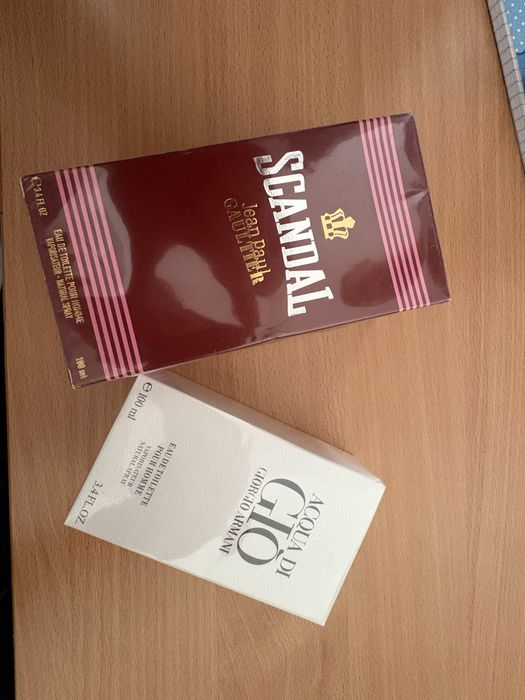 SCANDAL
Jean Paul
GAULTIER
EAU DE TOILETTE POUR HOMME
VAPORISATEUR - NATURAL SPRAY
℮ 3.4 FL OZ
100 ml
ACQUA DI
GIÒ
GIORGIO ARMANI
EAU DE TOILETTE
POUR HOMME
VAPORISATEUR
NATURAL SPRAY
℮ 100 ml
3.4 FL.OZ